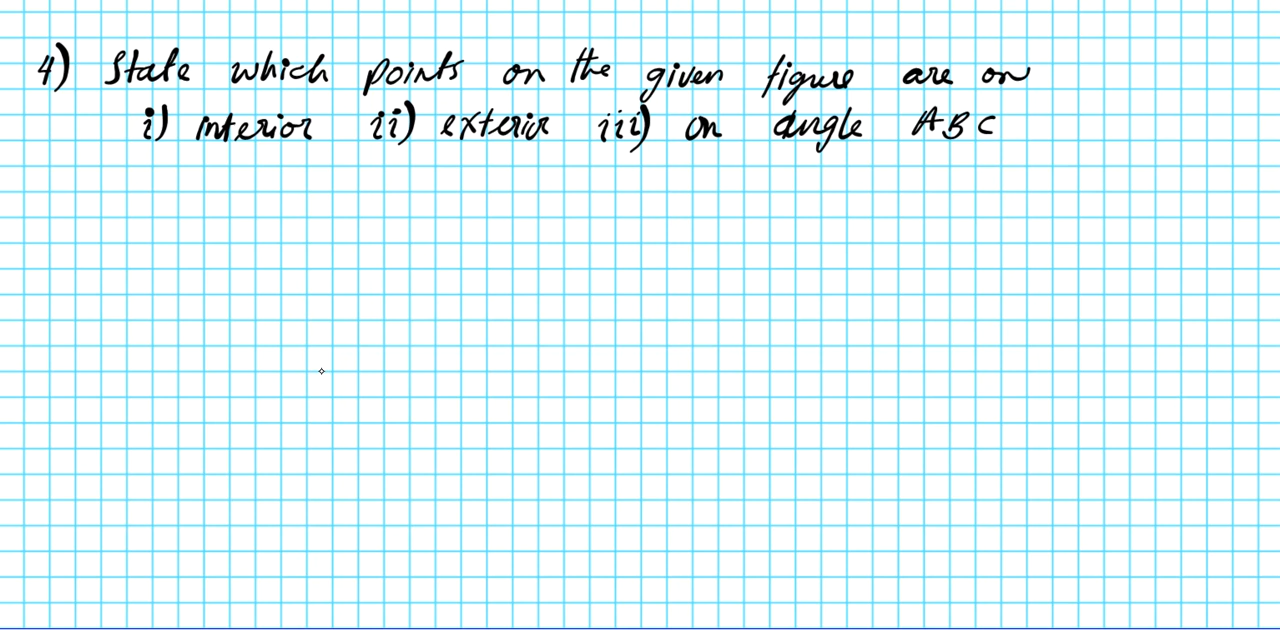 4) State which points on the given figure are on
i) interior ii) exterior iii) on angle ABC